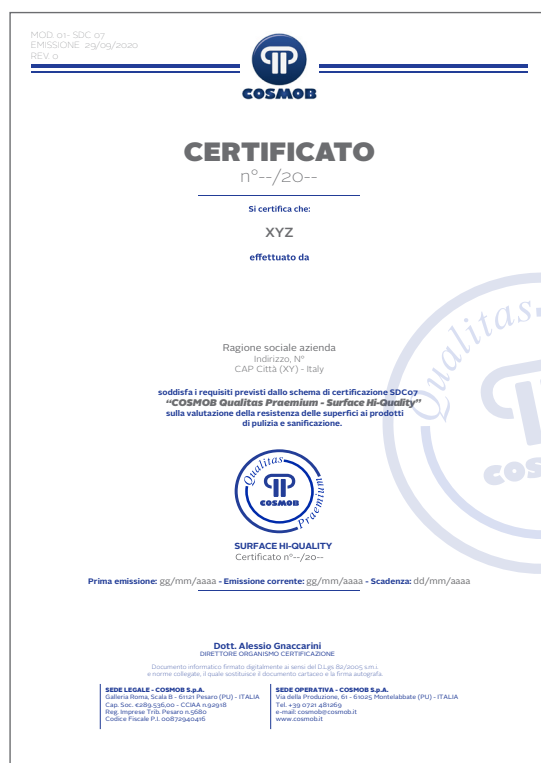 MOD. 01- SDC 07
EMISSIONE 29/09/2020
REV. 0
COSMOB
CERTIFICATO
n°--/20--
Si certifica che:
XYZ
effettuato da
Ragione sociale azienda
Indirizzo, N°
CAP Città (XY) - Italy
soddisfa i requisiti previsti dallo schema di certificazione SDC07
“COSMOB Qualitas Praemium - Surface Hi-Quality”
sulla valutazione della resistenza delle superfici ai prodotti
di pulizia e sanificazione.
Qualitas
COS
Qualitas
COSMOB
Praemium
SURFACE HI-QUALITY
Certificato n°--/20--
Prima emissione: gg/mm/aaaa - Emissione corrente: gg/mm/aaaa - Scadenza: dd/mm/aaaa
Dott. Alessio Gnaccarini
DIRETTORE ORGANISMO CERTIFICAZIONE
Documento informatico firmato digitalmente ai sensi del D.Lgs 82/2005 s.m.i.
e norme collegate, il quale sostituisce il documento cartaceo e la firma autografa.
SEDE LEGALE - COSMOB S.p.A.
Galleria Roma, Scala B - 61121 Pesaro (PU) - ITALIA
Cap. Soc. €289.536,00 - CCIAA n.92918
Reg. Imprese Trib. Pesaro n.5680
Codice Fiscale P.I. 00872940416
SEDE OPERATIVA - COSMOB S.p.A.
Via della Produzione, 61 - 61025 Montelabbate (PU) - ITALIA
Tel. +39 0721 481269
e-mail: cosmob@cosmob.it
www.cosmob.it